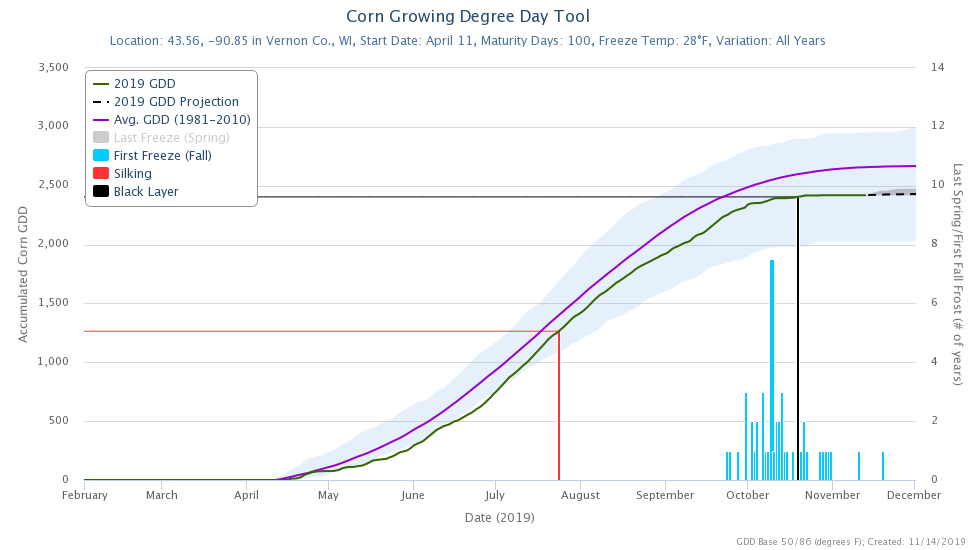 Corn Growing Degree Day Tool
Location: 43.56, -90.85 in Vernon Co., WI, Start Date: April 11, Maturity Days: 100, Freeze Temp: 28°F, Variation: All Years
3,500
3,000
2,500
2,000
1,500
1,000
500
0
Accumulated Corn GDD
2019 GDD
2019 GDD Projection
Avg. GDD (1981-2010)
Last Freeze (Spring)
First Freeze (Fall)
Silking
Black Layer
14
12
10
8
6
4
2
0
Last Spring/First Fall Frost (# of years)
February March April May June July August September October November December
Date (2019)
GDD Base 50/86 (degrees F); Created: 11/14/2019